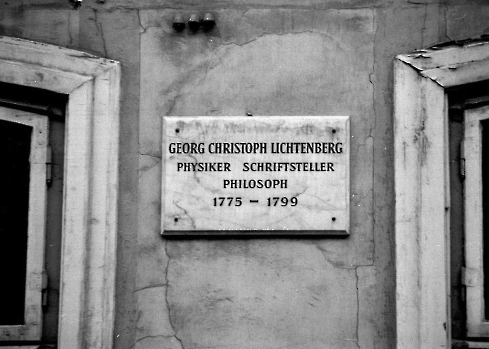 GEORG CHRISTOPH LICHTENBERG
PHYSIKER SCHRIFTSTELLER
PHILOSOPH
1775 – 1799